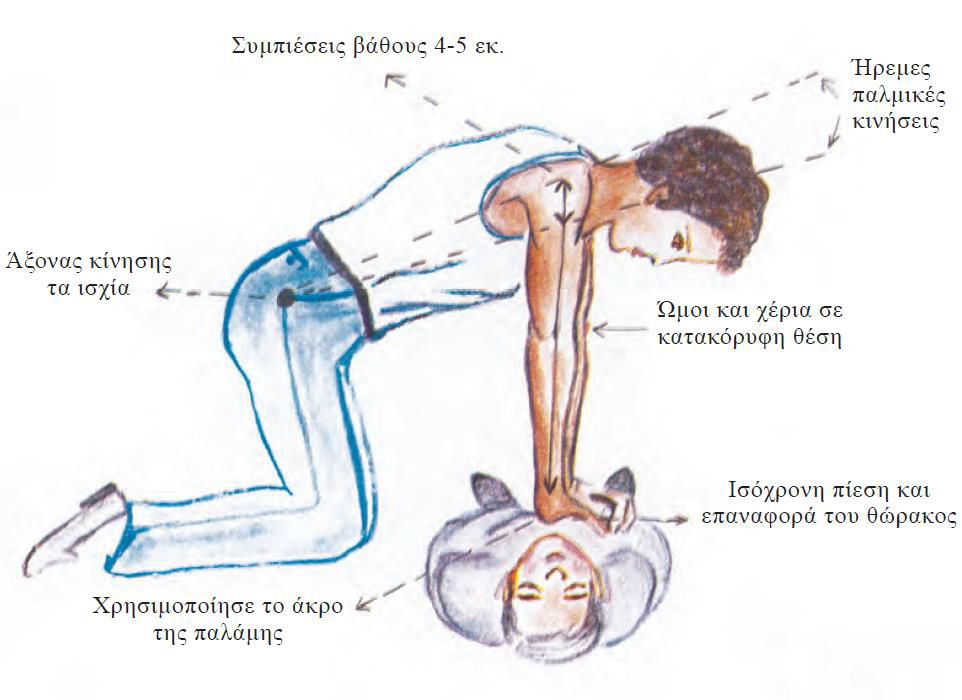 Συμπιέσεις βάθους 4-5 εκ.
Ήρεμες
παλμικές
κινήσεις
Άξονας κίνησης
τα ισχία
Ώμοι και χέρια σε
κατακόρυφη θέση
Ισόχρονη πίεση και
επαναφορά του θώρακος
Χρησιμοποίησε το άκρο
της παλάμης